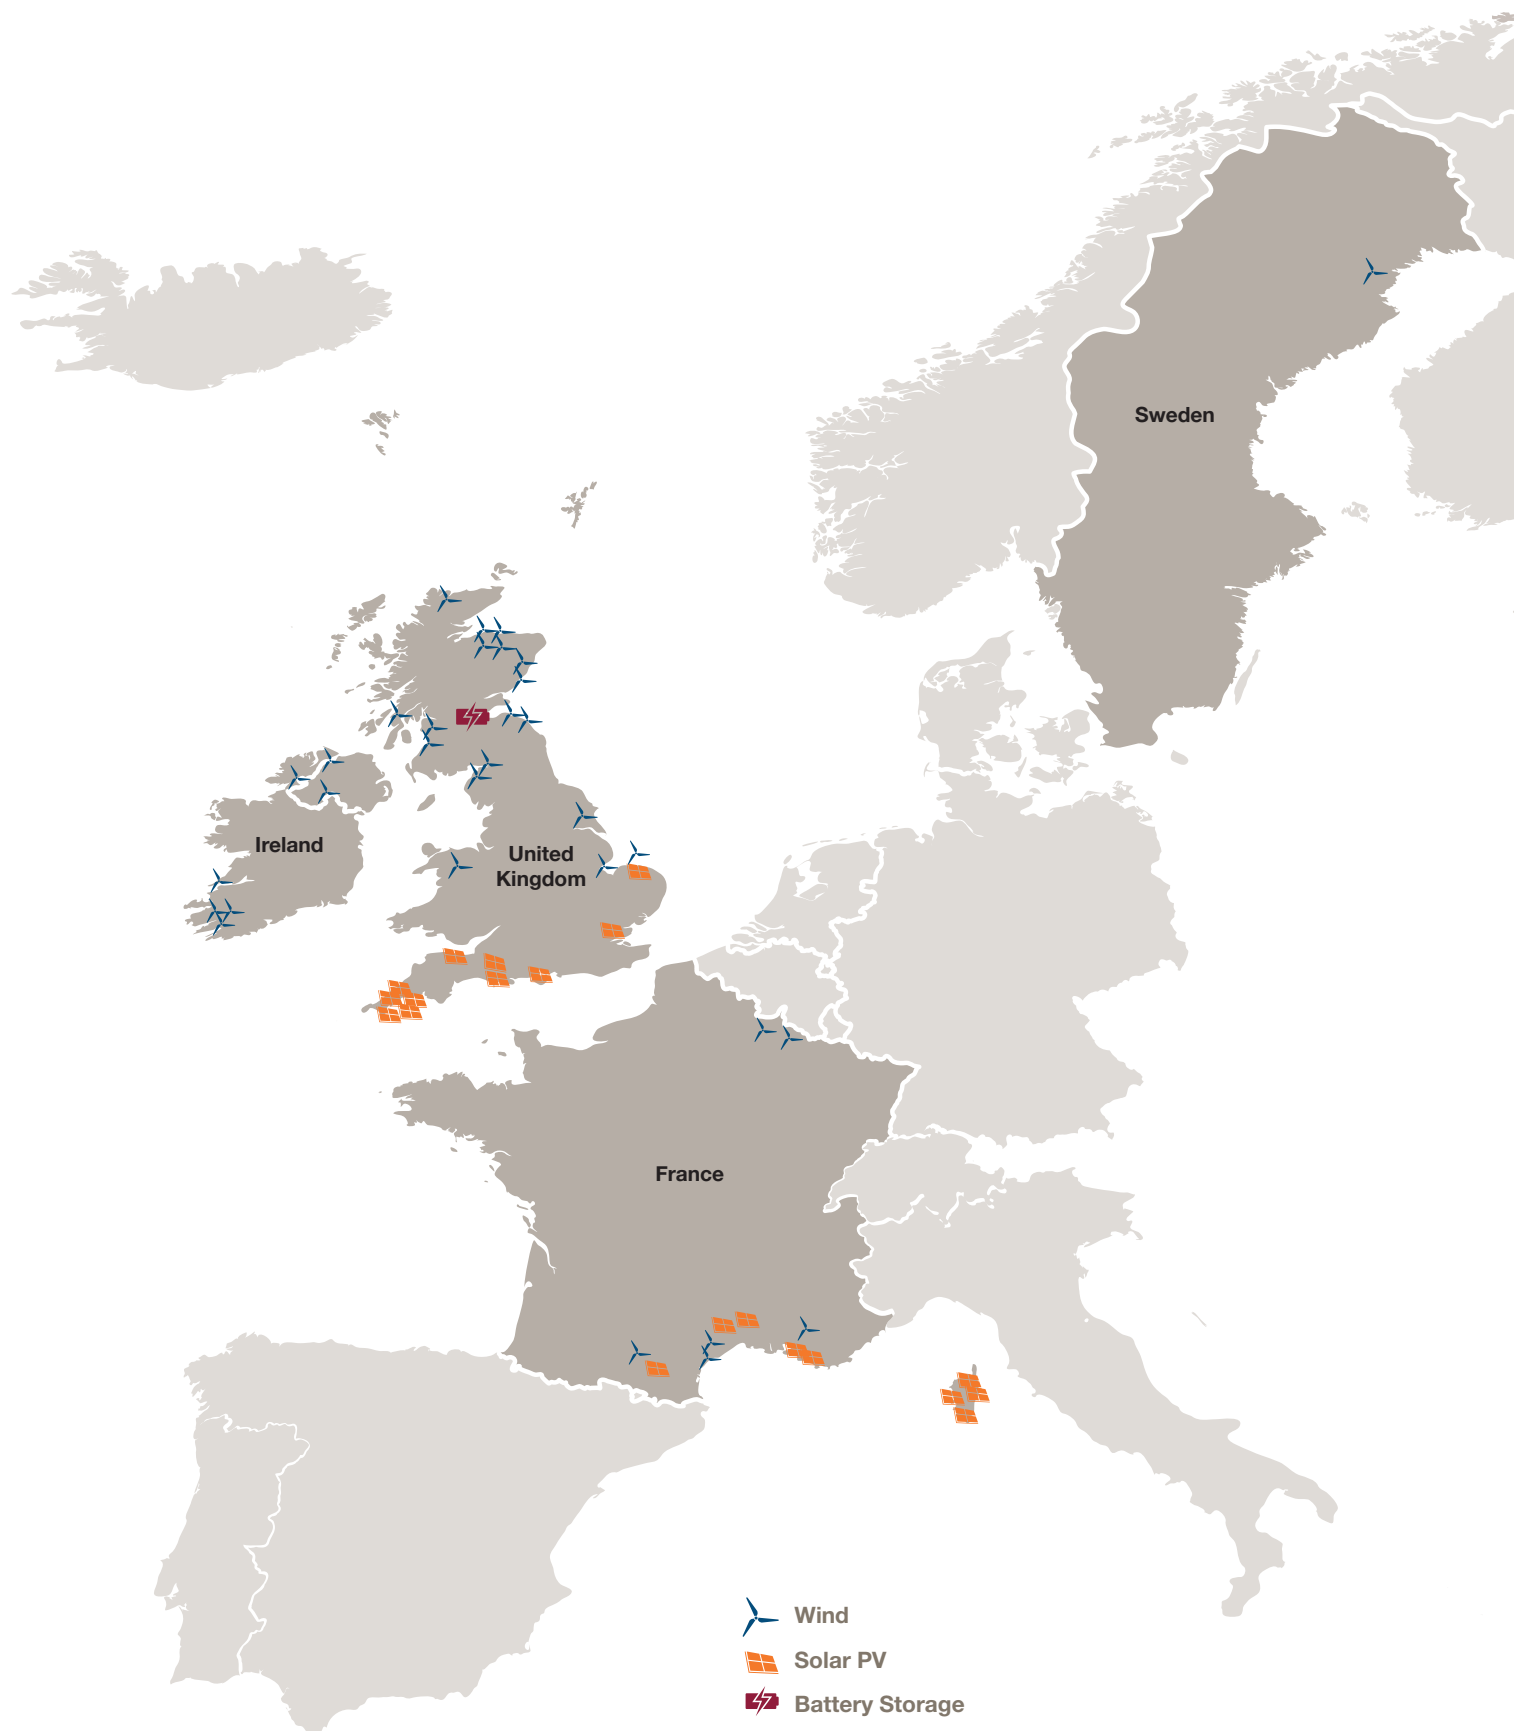 Sweden
Ireland
United
Kingdom
France
Wind
Solar PV
Battery Storage